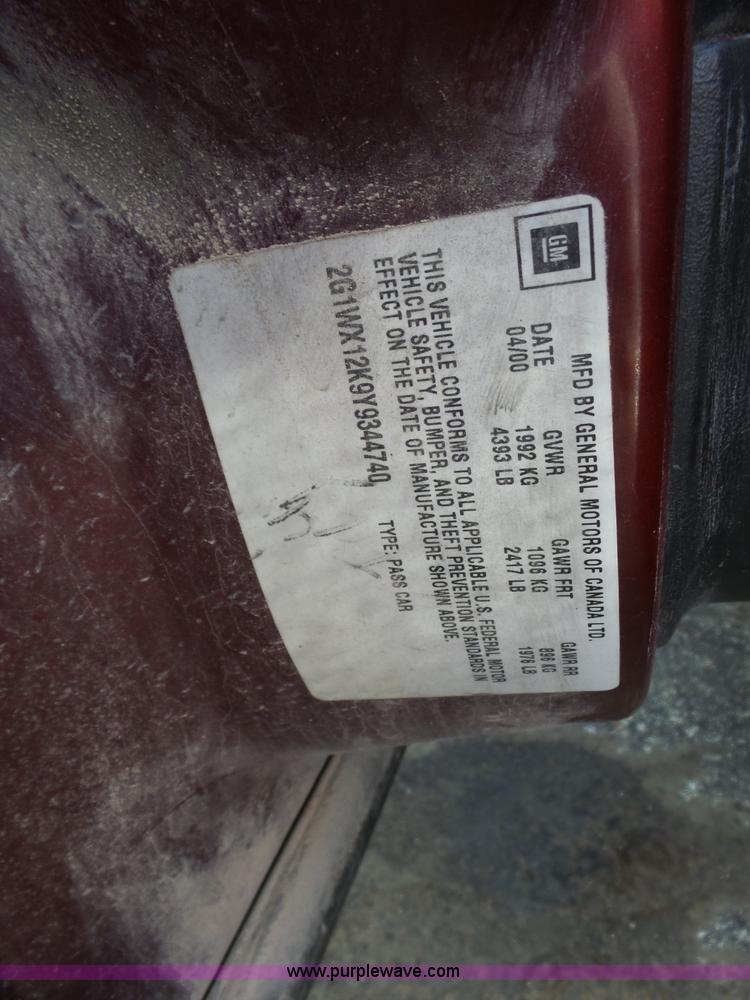 GM
MFD BY GENERAL MOTORS OF CANADA LTD.
DATE GVWR GAWR FRT GAWR RR
04/00 1992 KG 1096 KG 896 KG
4393 LB 2417 LB 1976 LB
THIS VEHICLE CONFORMS TO ALL APPLICABLE U.S. FEDERAL MOTOR
VEHICLE SAFETY, BUMPER, AND THEFT PREVENTION STANDARDS IN
EFFECT ON THE DATE OF MANUFACTURE SHOWN ABOVE.
2G1WX12K9Y9344740 TYPE: PASS CAR
www.purplewave.com